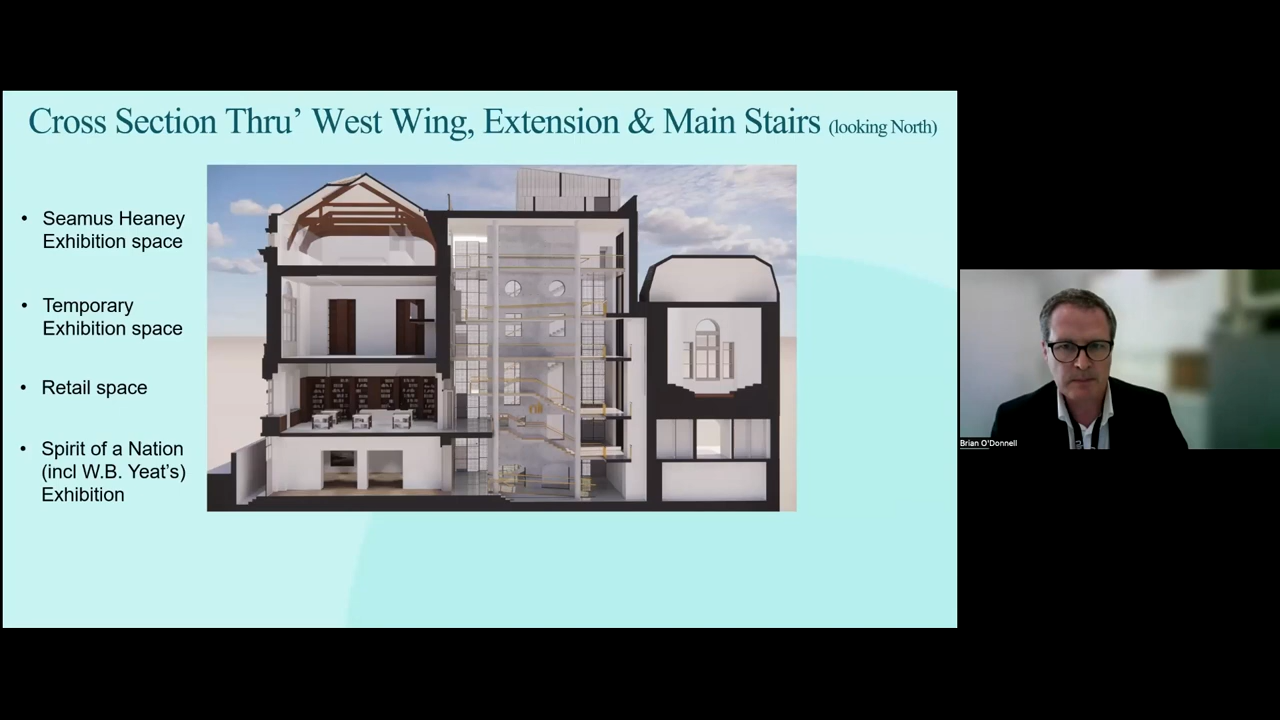 Cross Section Thru’ West Wing, Extension & Main Stairs (looking North)
• Seamus Heaney
Exhibition space
• Temporary
Exhibition space
• Retail space
• Spirit of a Nation
(incl W.B. Yeat’s)
Exhibition
Brian O'Donnell